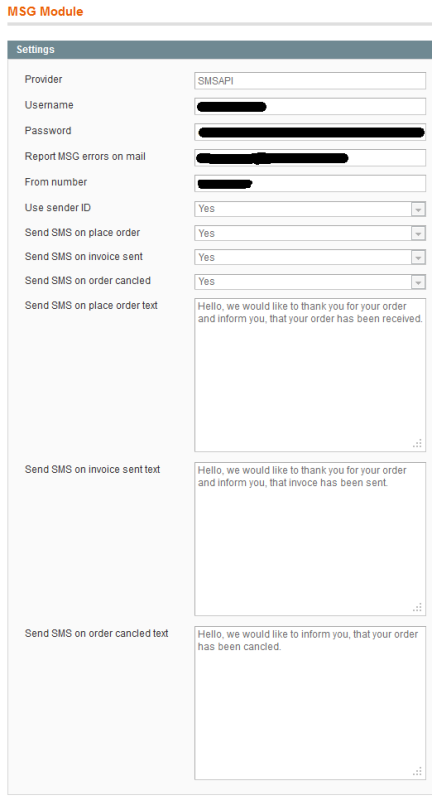 MSG Module
Settings
Provider SMSAPI
Username
Password
Report MSG errors on mail
From number
Use sender ID Yes
Send SMS on place order Yes
Send SMS on invoice sent Yes
Send SMS on order cancled Yes
Send SMS on place order text Hello, we would like to thank you for your order
and inform you, that your order has been received.
Send SMS on invoice sent text Hello, we would like to thank you for your order
and inform you, that invoce has been sent.
Send SMS on order cancled text Hello, we would like to inform you, that your order
has been cancled.